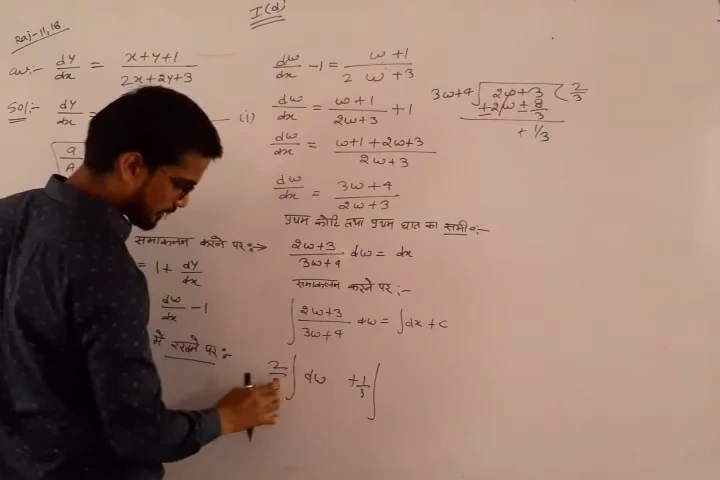 I(d)
Raj-11,18
dy/dx = x+y+1 / 2x+2y+3
Sol:- dy/dx = (i)
a / A
समाकलन करने पर :→
= 1 + dy/dx
dw/dx - 1
में रखने पर :-
dw/dx - 1 = w+1 / 2w+3
dw/dx = w+1 / 2w+3 + 1
dw/dx = w+1+2w+3 / 2w+3
dw/dx = 3w+4 / 2w+3
प्रथम कोटि तथा प्रथम घात का समी०:-
2w+3 / 3w+4 dw = dx
समाकलन करने पर :-
∫ 2w+3 / 3w+4 dw = ∫dx + c
2 ∫ dw + 1/3 ∫
3w+4 ) 2w+3 ( 2/3
± 2w ± 8/3
+ 1/3